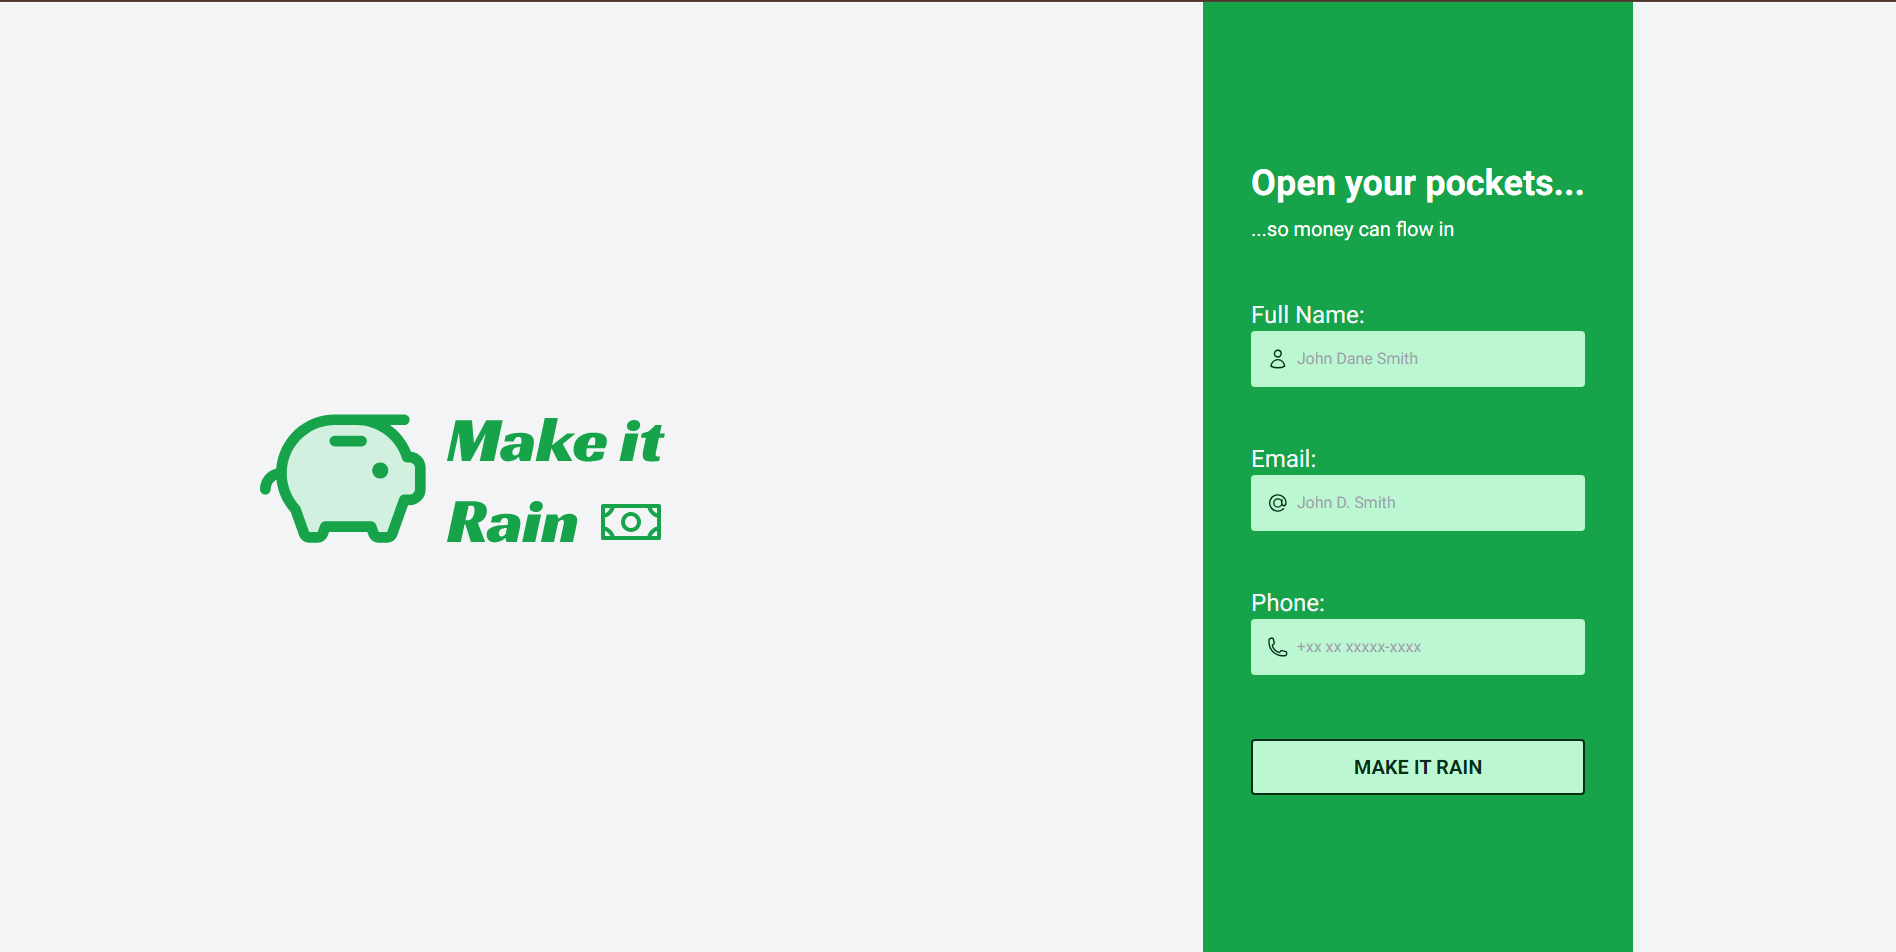 Make it
Rain
Open your pockets...
...so money can flow in
Full Name:
John Dane Smith
Email:
John D. Smith
Phone:
+xx xx xxxxx-xxxx
MAKE IT RAIN